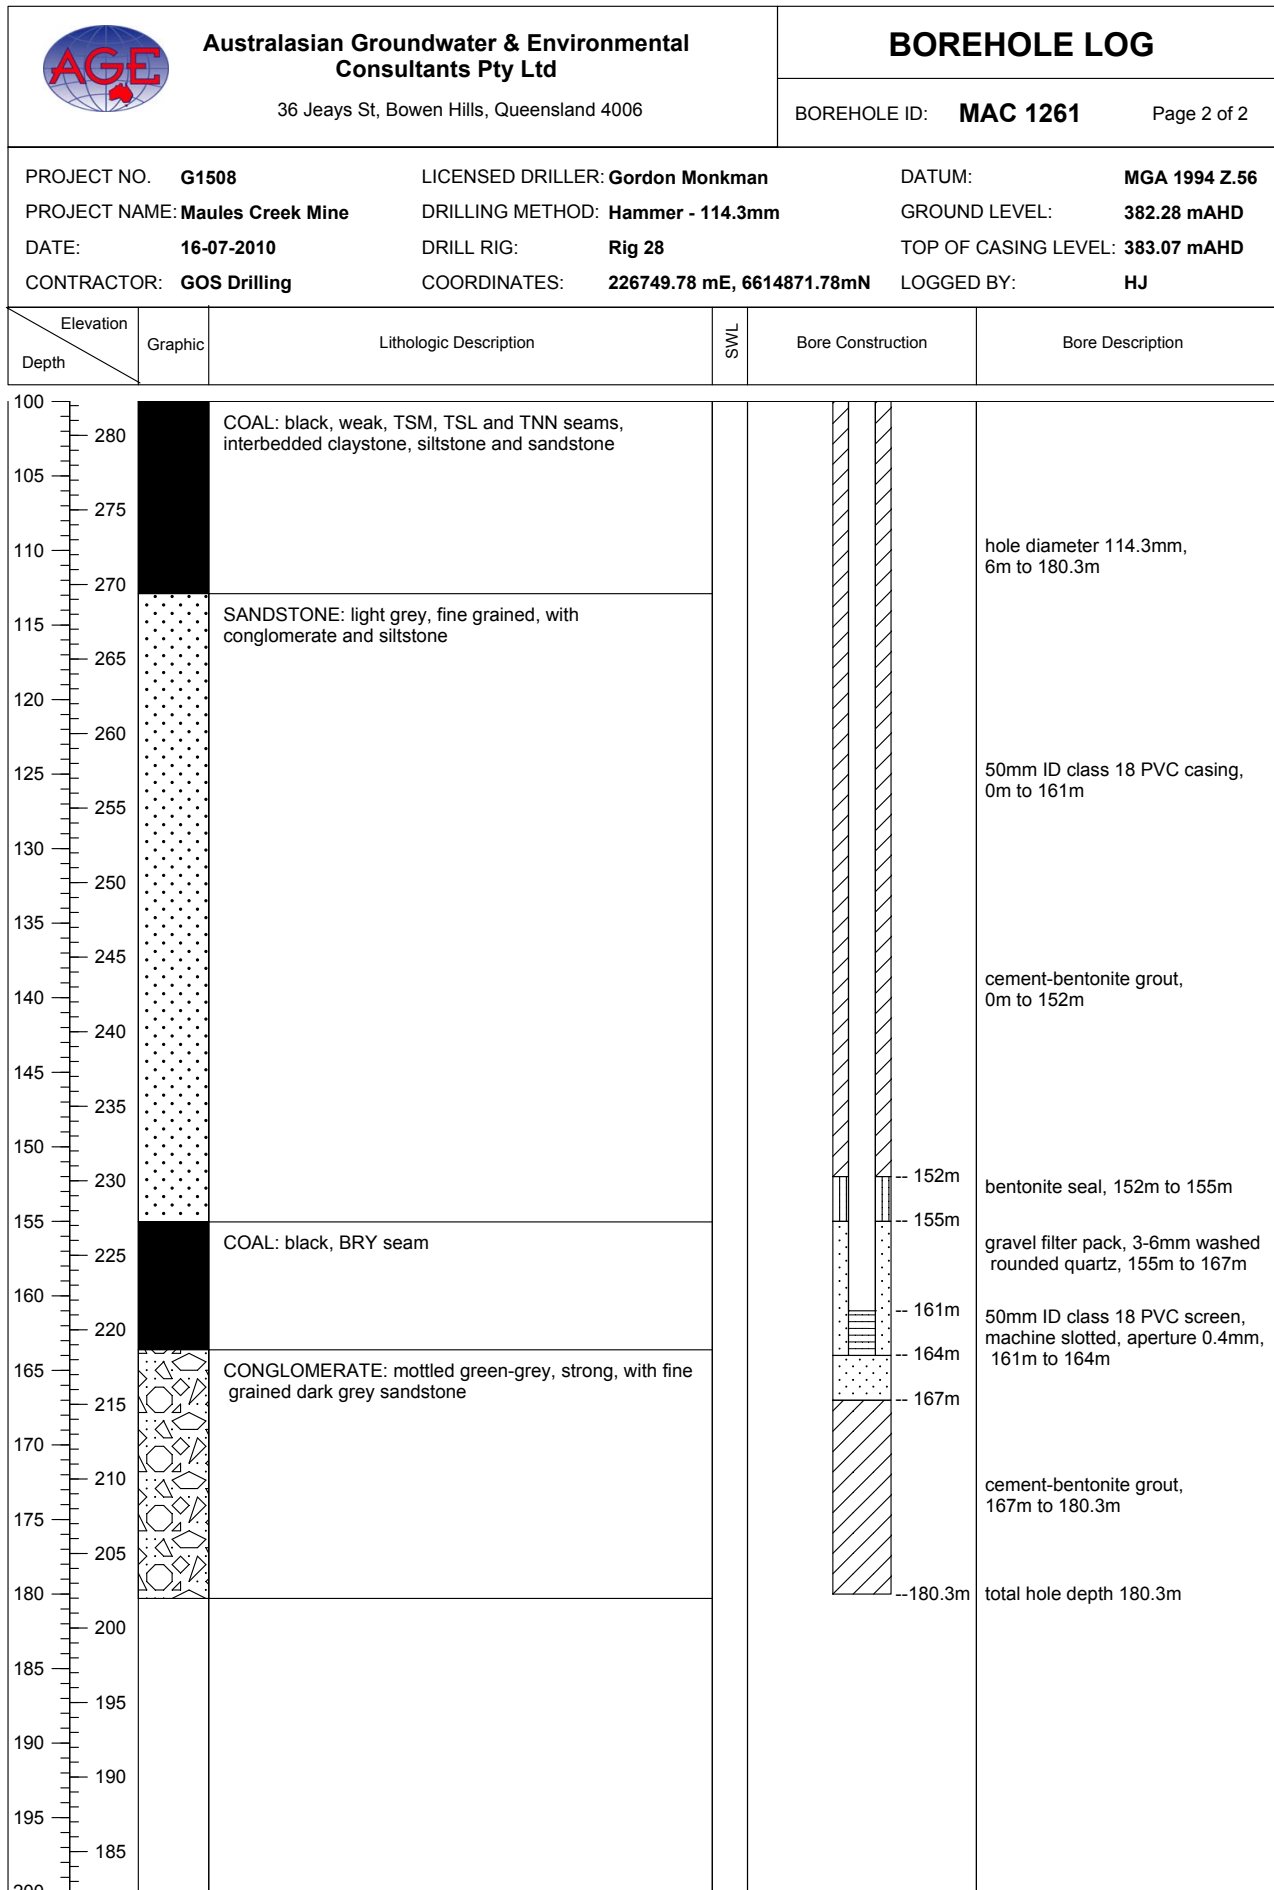 AGE
Australasian Groundwater & Environmental
Consultants Pty Ltd
36 Jeays St, Bowen Hills, Queensland 4006
BOREHOLE LOG
BOREHOLE ID: MAC 1261 Page 2 of 2
PROJECT NO. G1508 LICENSED DRILLER: Gordon Monkman DATUM: MGA 1994 Z.56
PROJECT NAME: Maules Creek Mine DRILLING METHOD: Hammer - 114.3mm GROUND LEVEL: 382.28 mAHD
DATE: 16-07-2010 DRILL RIG: Rig 28 TOP OF CASING LEVEL: 383.07 mAHD
CONTRACTOR: GOS Drilling COORDINATES: 226749.78 mE, 6614871.78mN LOGGED BY: HJ
Elevation
Depth
Graphic
Lithologic Description
SWL
Bore Construction
Bore Description
100
280
105
275
110
270
115
265
120
260
125
255
130
250
135
245
140
240
145
235
150
230
155
225
160
220
165
215
170
210
175
205
180
200
185
195
190
190
195
185
200
COAL: black, weak, TSM, TSL and TNN seams,
interbedded claystone, siltstone and sandstone
SANDSTONE: light grey, fine grained, with
conglomerate and siltstone
COAL: black, BRY seam
CONGLOMERATE: mottled green-grey, strong, with fine
grained dark grey sandstone
-- 152m
-- 155m
-- 161m
-- 164m
-- 167m
--180.3m
hole diameter 114.3mm,
6m to 180.3m
50mm ID class 18 PVC casing,
0m to 161m
cement-bentonite grout,
0m to 152m
bentonite seal, 152m to 155m
gravel filter pack, 3-6mm washed
rounded quartz, 155m to 167m
50mm ID class 18 PVC screen,
machine slotted, aperture 0.4mm,
161m to 164m
cement-bentonite grout,
167m to 180.3m
total hole depth 180.3m